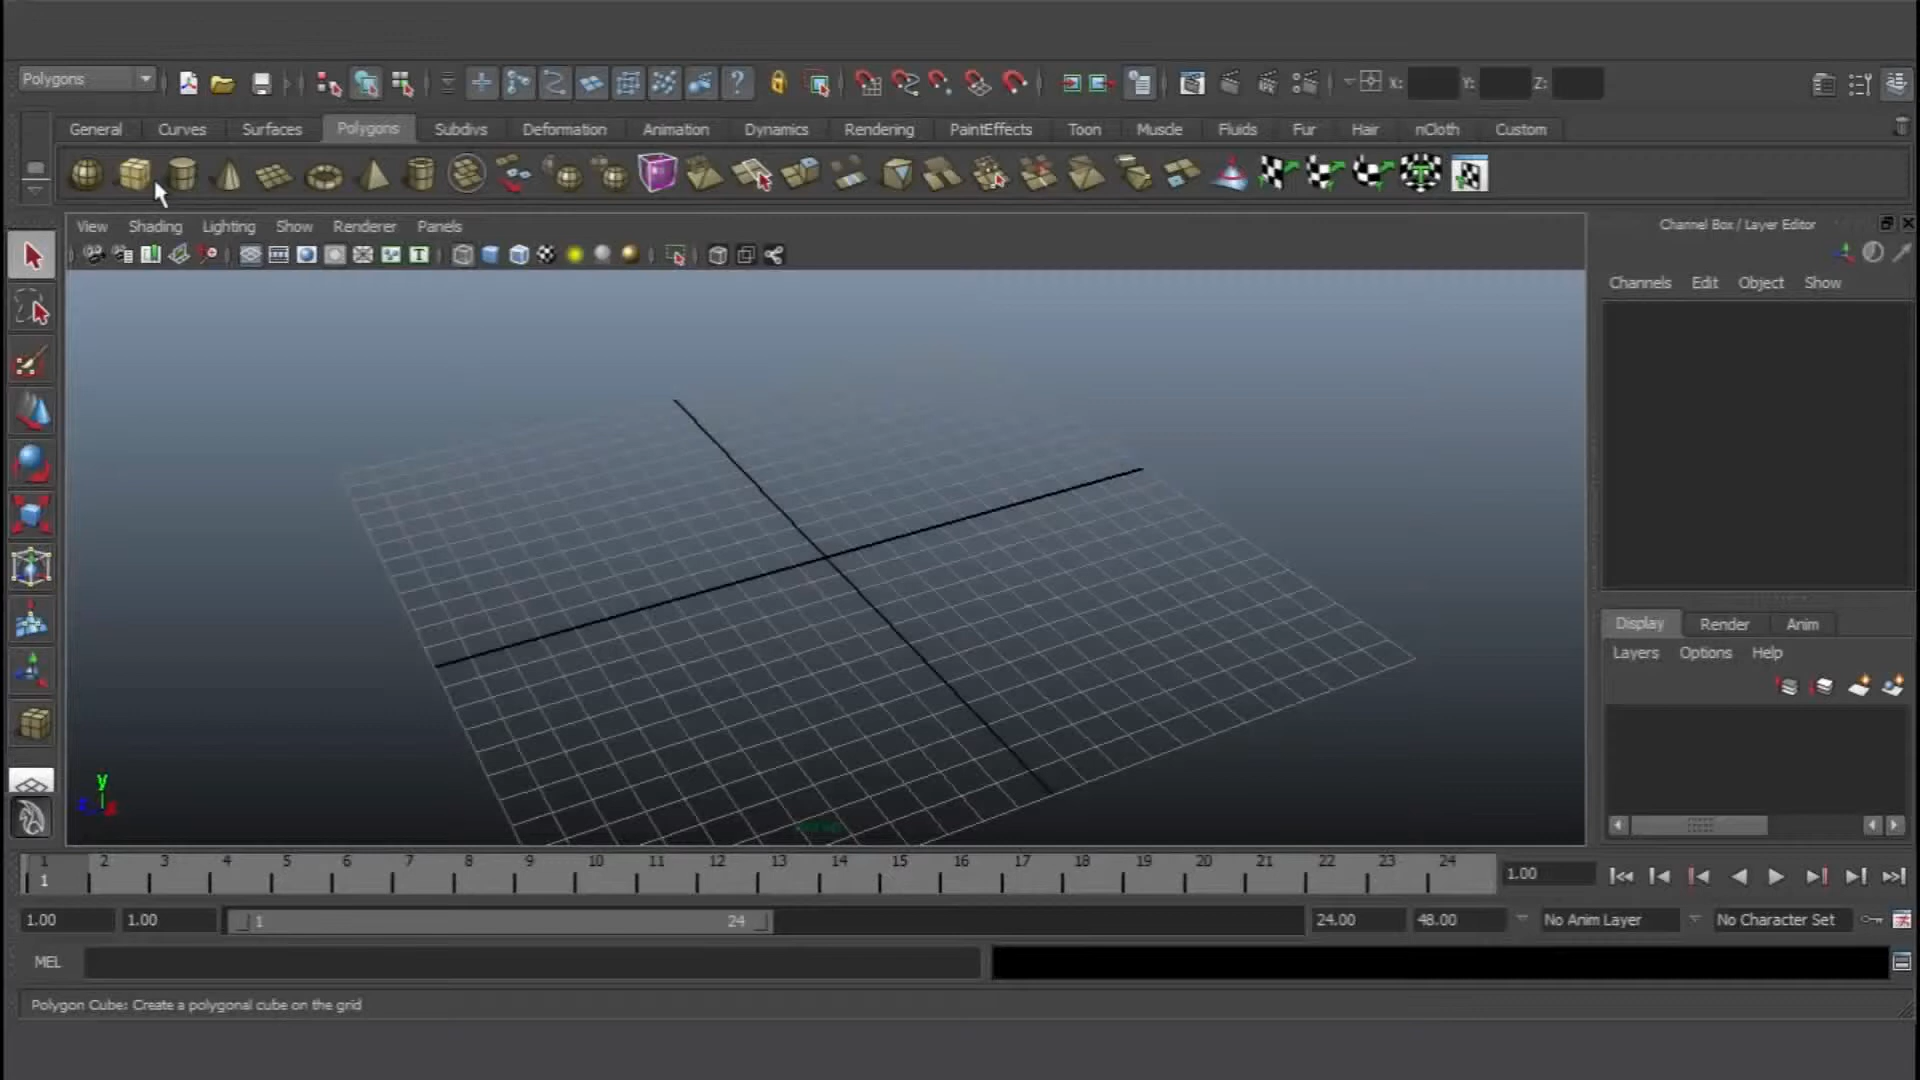 Polygons X: Y: Z:
General Curves Surfaces Polygons Subdivs Deformation Animation Dynamics Rendering PaintEffects Toon Muscle Fluids Fur Hair nCloth Custom
View Shading Lighting Show Renderer Panels
Channel Box / Layer Editor
Channels Edit Object Show
Display Render Anim
Layers Options Help
y
1 2 3 4 5 6 7 8 9 10 11 12 13 14 15 16 17 18 19 20 21 22 23 24
1 1.00
1.00 1.00 1 24 24.00 48.00 No Anim Layer No Character Set
MEL
Polygon Cube: Create a polygonal cube on the grid